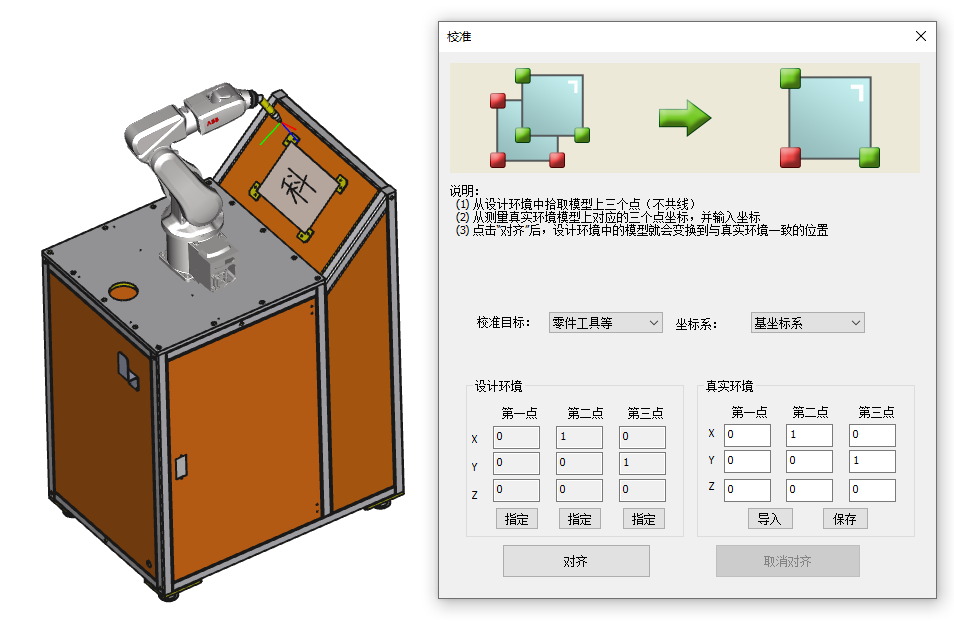 校准
ABB
科
说明：
(1) 从设计环境中拾取模型上三个点（不共线）
(2) 从测量真实环境模型上对应的三个点坐标，并输入坐标
(3) 点击"对齐"后，设计环境中的模型就会变换到与真实环境一致的位置
校准目标： 零件工具等 坐标系： 基坐标系
设计环境
第一点 第二点 第三点
X 0 1 0
Y 0 0 1
Z 0 0 0
指定 指定 指定
真实环境
第一点 第二点 第三点
X 0 1 0
Y 0 0 1
Z 0 0 0
导入 保存
对齐 取消对齐